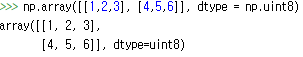 >>> np.array([[1,2,3], [4,5,6]], dtype = np.uint8)
array([[1, 2, 3],
       [4, 5, 6]], dtype=uint8)